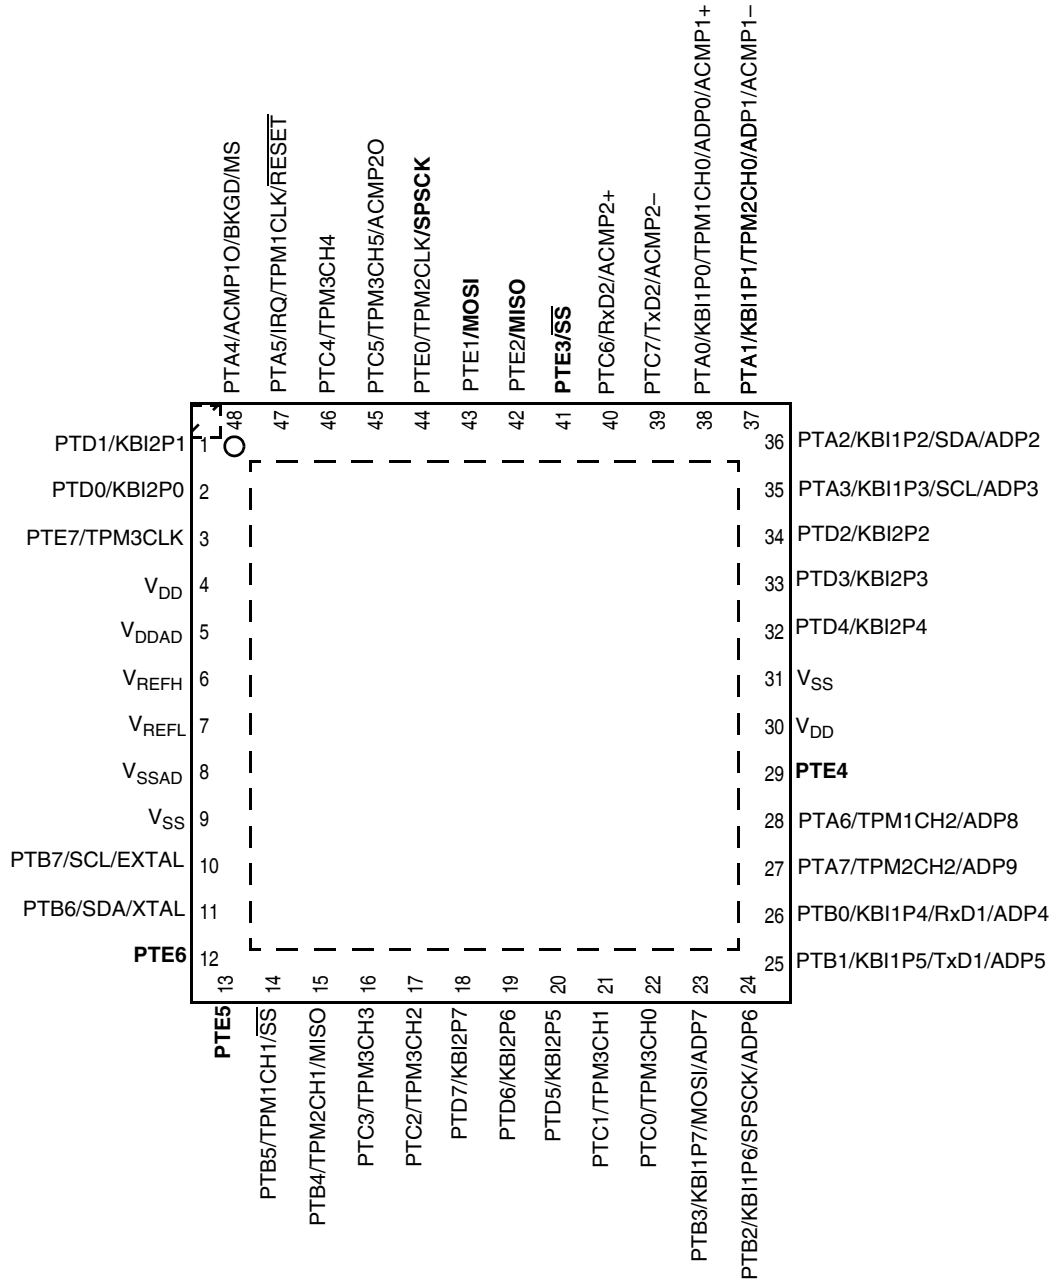 PTA4/ACMP1O/BKGD/MS
PTA5/IRQ/TPM1CLK/R̅E̅S̅E̅T̅
PTC4/TPM3CH4
PTC5/TPM3CH5/ACMP2O
PTE0/TPM2CLK/SPSCK
PTE1/MOSI
PTE2/MISO
PTE3/S̅S̅
PTC6/RxD2/ACMP2+
PTC7/TxD2/ACMP2–
PTA0/KBI1P0/TPM1CH0/ADP0/ACMP1+
PTA1/KBI1P1/TPM2CH0/ADP1/ACMP1–
48
47
46
45
44
43
42
41
40
39
38
37
PTD1/KBI2P1 1
PTD0/KBI2P0 2
PTE7/TPM3CLK 3
VDD 4
VDDAD 5
VREFH 6
VREFL 7
VSSAD 8
VSS 9
PTB7/SCL/EXTAL 10
PTB6/SDA/XTAL 11
PTE6 12
36 PTA2/KBI1P2/SDA/ADP2
35 PTA3/KBI1P3/SCL/ADP3
34 PTD2/KBI2P2
33 PTD3/KBI2P3
32 PTD4/KBI2P4
31 VSS
30 VDD
29 PTE4
28 PTA6/TPM1CH2/ADP8
27 PTA7/TPM2CH2/ADP9
26 PTB0/KBI1P4/RxD1/ADP4
25 PTB1/KBI1P5/TxD1/ADP5
13
14
15
16
17
18
19
20
21
22
23
24
PTE5
PTB5/TPM1CH1/S̅S̅
PTB4/TPM2CH1/MISO
PTC3/TPM3CH3
PTC2/TPM3CH2
PTD7/KBI2P7
PTD6/KBI2P6
PTD5/KBI2P5
PTC1/TPM3CH1
PTC0/TPM3CH0
PTB3/KBI1P7/MOSI/ADP7
PTB2/KBI1P6/SPSCK/ADP6